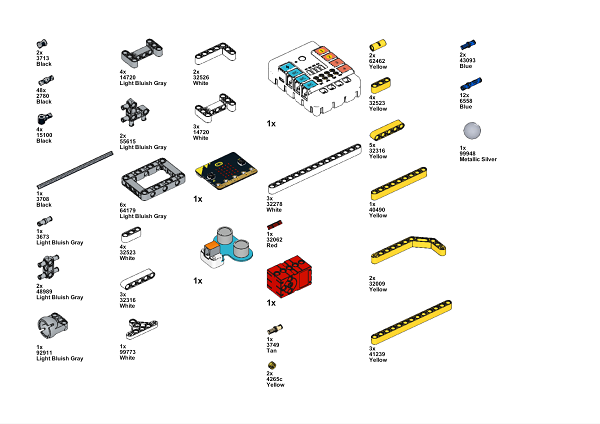 2x
3713
Black
48x
2780
Black
4x
15100
Black
1x
3708
Black
1x
3673
Light Bluish Gray
2x
48989
Light Bluish Gray
1x
92911
Light Bluish Gray
4x
14720
Light Bluish Gray
2x
55615
Light Bluish Gray
6x
64179
Light Bluish Gray
4x
32523
White
3x
32316
White
1x
99773
White
2x
32526
White
3x
14720
White
1x
1x
1x
3x
32278
White
1x
32062
Red
1x
1x
3749
Tan
2x
4265c
Yellow
2x
62462
Yellow
4x
32523
Yellow
5x
32316
Yellow
1x
40490
Yellow
2x
32009
Yellow
3x
41239
Yellow
2x
43093
Blue
12x
6558
Blue
1x
99948
Metallic Silver